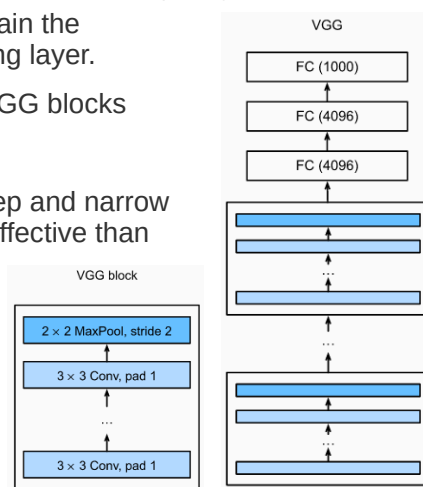 ain the
ng layer.
GG blocks
ep and narrow
ffective than
VGG block
2 × 2 MaxPool, stride 2
3 × 3 Conv, pad 1
...
3 × 3 Conv, pad 1
VGG
FC (1000)
FC (4096)
FC (4096)
...
...
...